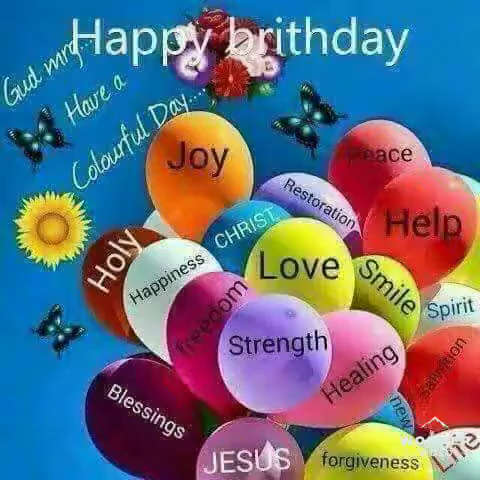 Happy brithday
Gud mrg...
Have a
Colourful Day...
Joy
Peace
Restoration
Help
CHRIST
Holy
Happiness
Love
Smile
Spirit
freedom
Strength
Healing
salvation
new
Life
Blessings
JESUS
forgiveness